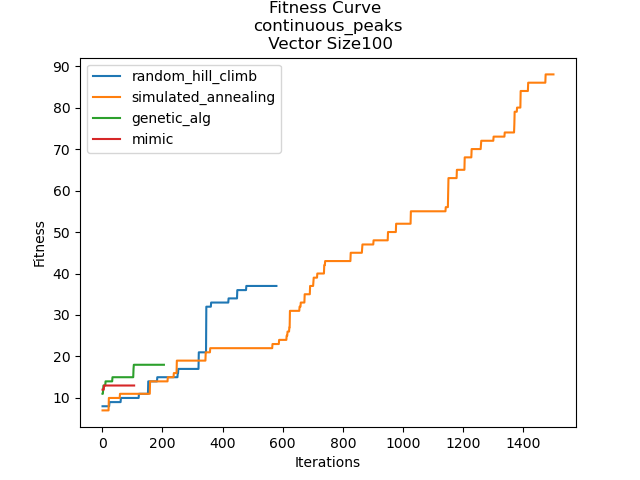 Fitness Curve
continuous_peaks
Vector Size100
random_hill_climb
simulated_annealing
genetic_alg
mimic
90
80
70
60
50
40
30
20
10
Fitness
0 200 400 600 800 1000 1200 1400
Iterations